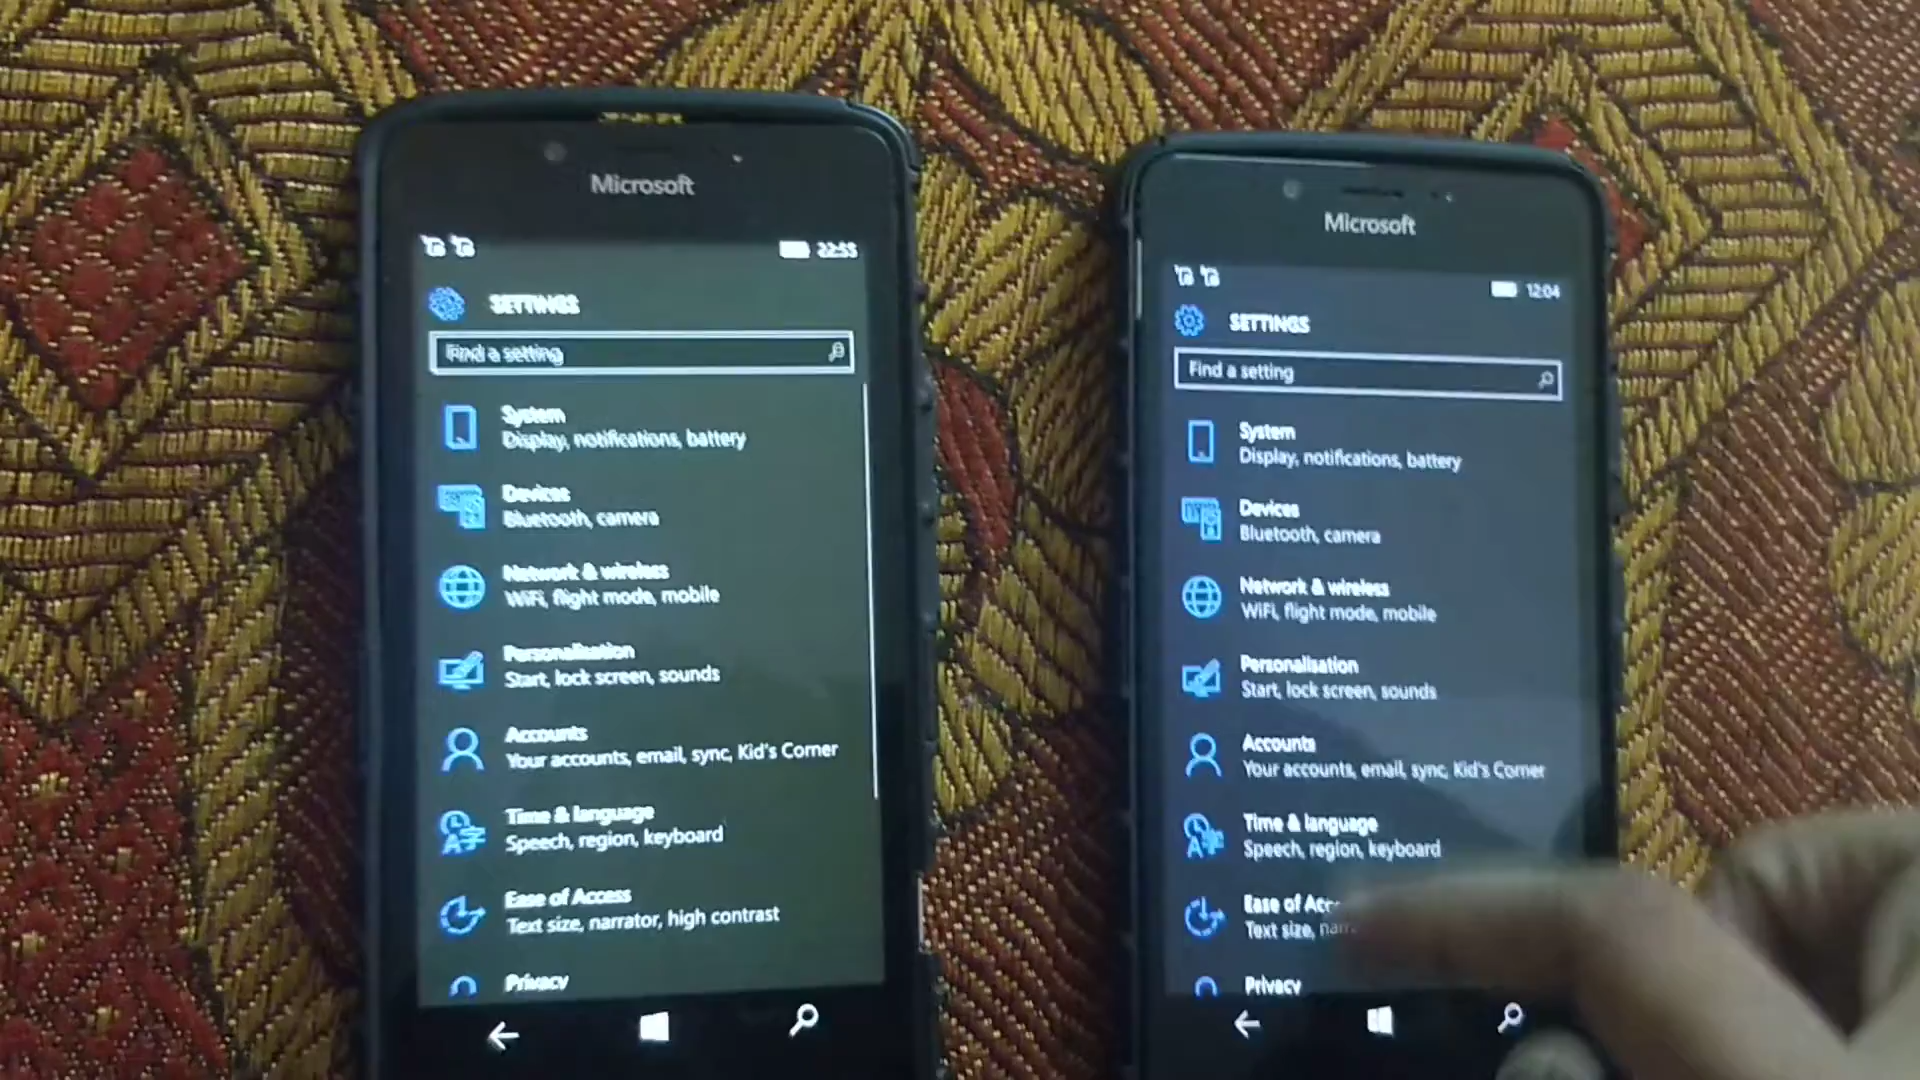 Microsoft
22:55
SETTINGS
Find a setting
System
Display, notifications, battery
Devices
Bluetooth, camera
Network & wireless
WiFi, flight mode, mobile
Personalisation
Start, lock screen, sounds
Accounts
Your accounts, email, sync, Kid's Corner
Time & language
Speech, region, keyboard
Ease of Access
Text size, narrator, high contrast
Privacy
Microsoft
12:04
SETTINGS
Find a setting
System
Display, notifications, battery
Devices
Bluetooth, camera
Network & wireless
WiFi, flight mode, mobile
Personalisation
Start, lock screen, sounds
Accounts
Your accounts, email, sync, Kid's Corner
Time & language
Speech, region, keyboard
Ease of Acc
Text size, narr
Privacy